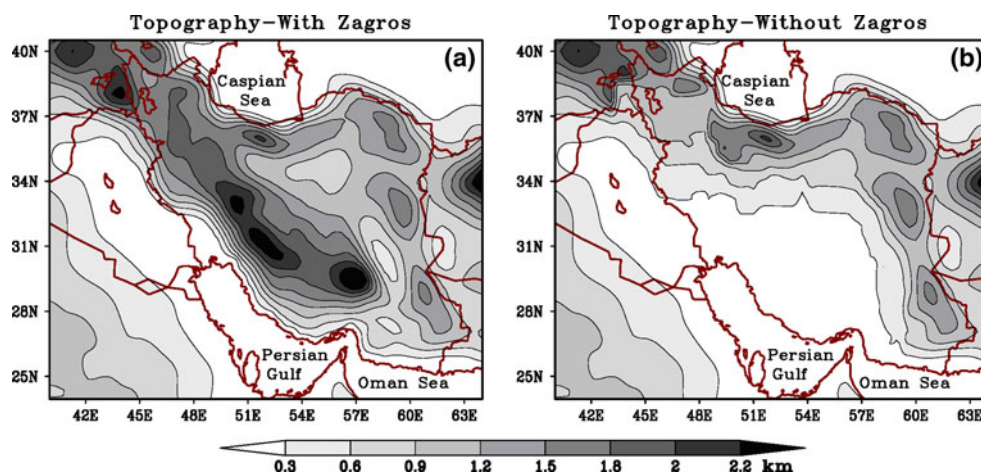 Topography-With Zagros
(a)
Caspian
Sea
Persian
Gulf
Oman Sea
40N
37N
34N
31N
28N
25N
42E 45E 48E 51E 54E 57E 60E 63E
Topography-Without Zagros
(b)
Caspian
Sea
Persian
Gulf
Oman Sea
40N
37N
34N
31N
28N
25N
42E 45E 48E 51E 54E 57E 60E 63E
0.3 0.6 0.9 1.2 1.5 1.8 2 2.2 km